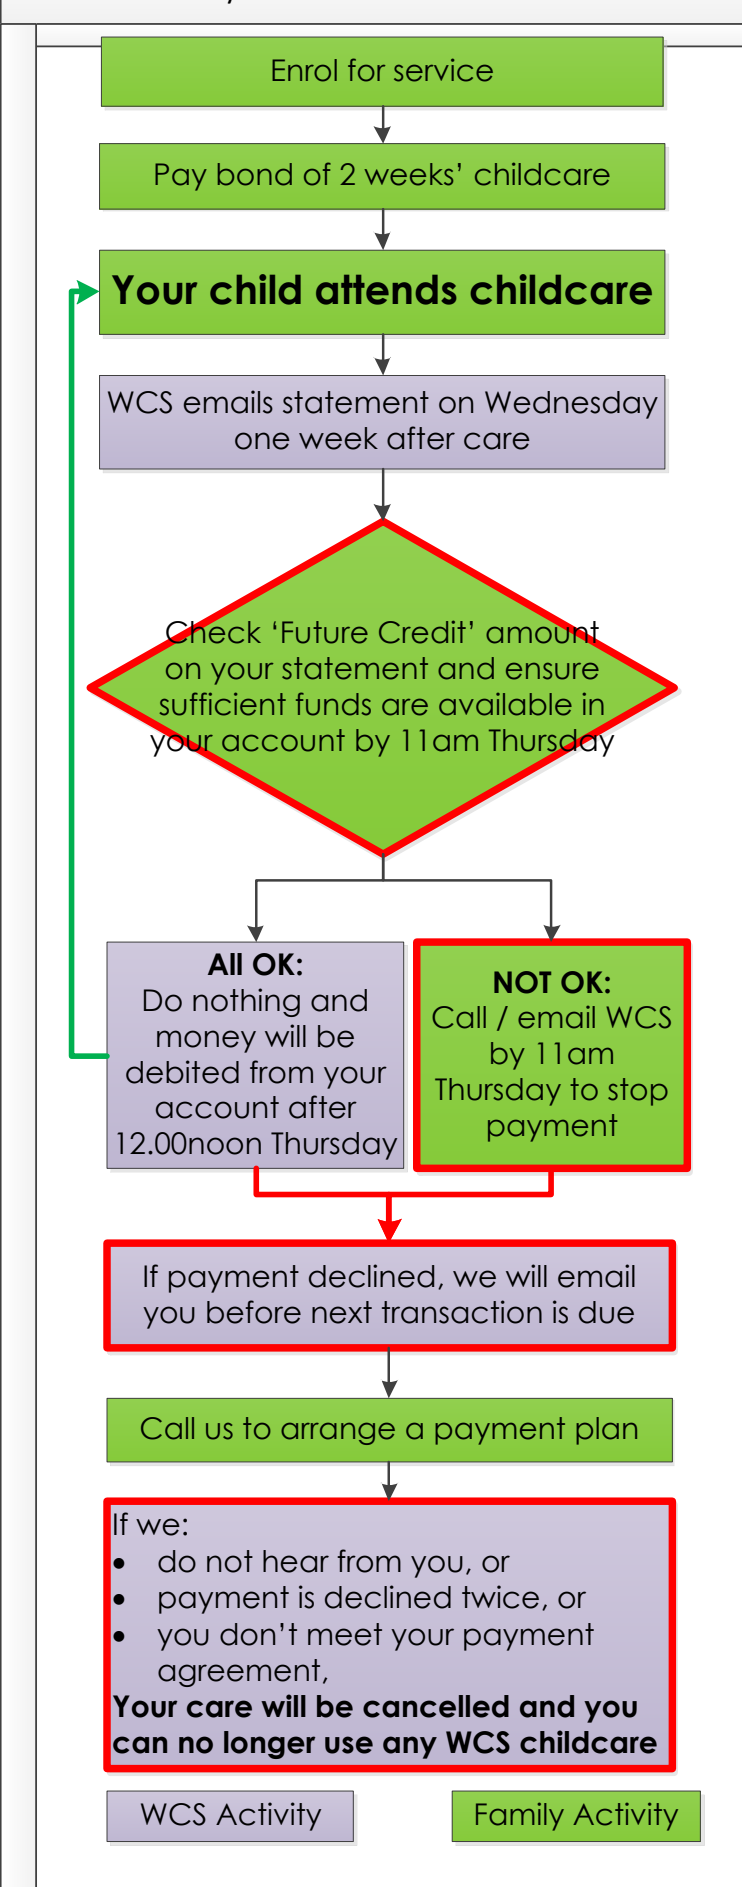 Enrol for service
Pay bond of 2 weeks’ childcare
Your child attends childcare
WCS emails statement on Wednesday
one week after care
Check ‘Future Credit’ amount
on your statement and ensure
sufficient funds are available in
your account by 11am Thursday
All OK:
Do nothing and
money will be
debited from your
account after
12.00noon Thursday
NOT OK:
Call / email WCS
by 11am
Thursday to stop
payment
If payment declined, we will email
you before next transaction is due
Call us to arrange a payment plan
If we:
• do not hear from you, or
• payment is declined twice, or
• you don’t meet your payment
agreement,
Your care will be cancelled and you
can no longer use any WCS childcare
WCS Activity
Family Activity